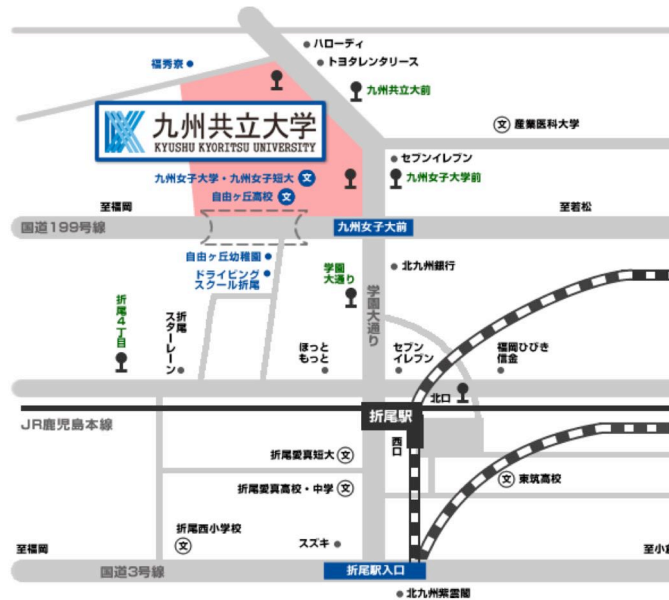 ハローディ
トヨタレンタリース
福秀奈
九州共立大前
九州共立大学
KYUSHU KYORITSU UNIVERSITY
文 産業医科大学
セブンイレブン
九州女子大学・九州女子短大 文
九州女子大学前
自由ヶ丘高校 文
至福岡
至若松
国道199号線
九州女子大前
自由ヶ丘幼稚園
ドライビング
スクール折尾
学園
大通り
北九州銀行
学園大通り
折尾4丁目
折尾
スターレーン
ほっと
もっと
セブン
イレブン
福岡ひびき
信金
北口
折尾駅
JR鹿児島本線
西口
折尾愛真短大 文
文 東筑高校
折尾愛真高校・中学 文
折尾西小学校
文
スズキ
至福岡
至小倉
国道3号線
折尾駅入口
北九州紫雲閣